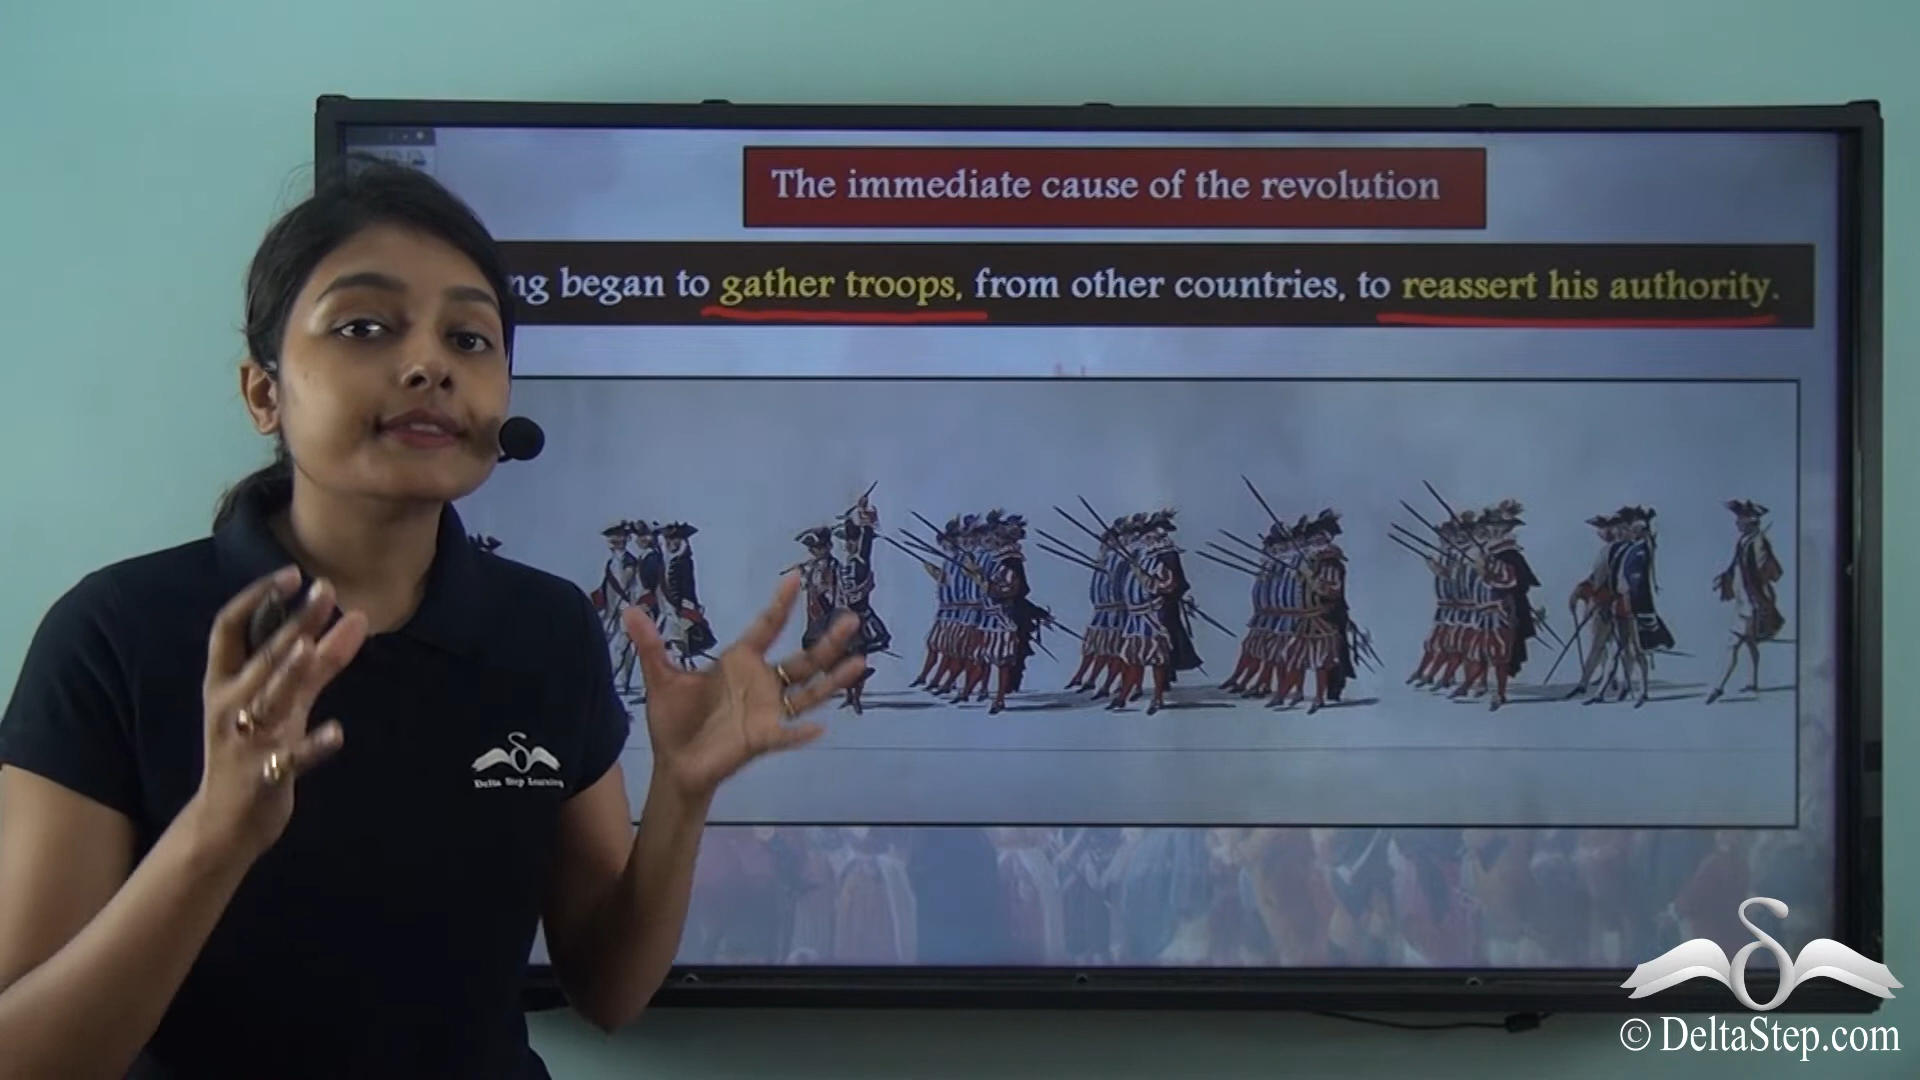 The immediate cause of the revolution
ng began to gather troops, from other countries, to reassert his authority.
Delta Step Learning
© DeltaStep.com